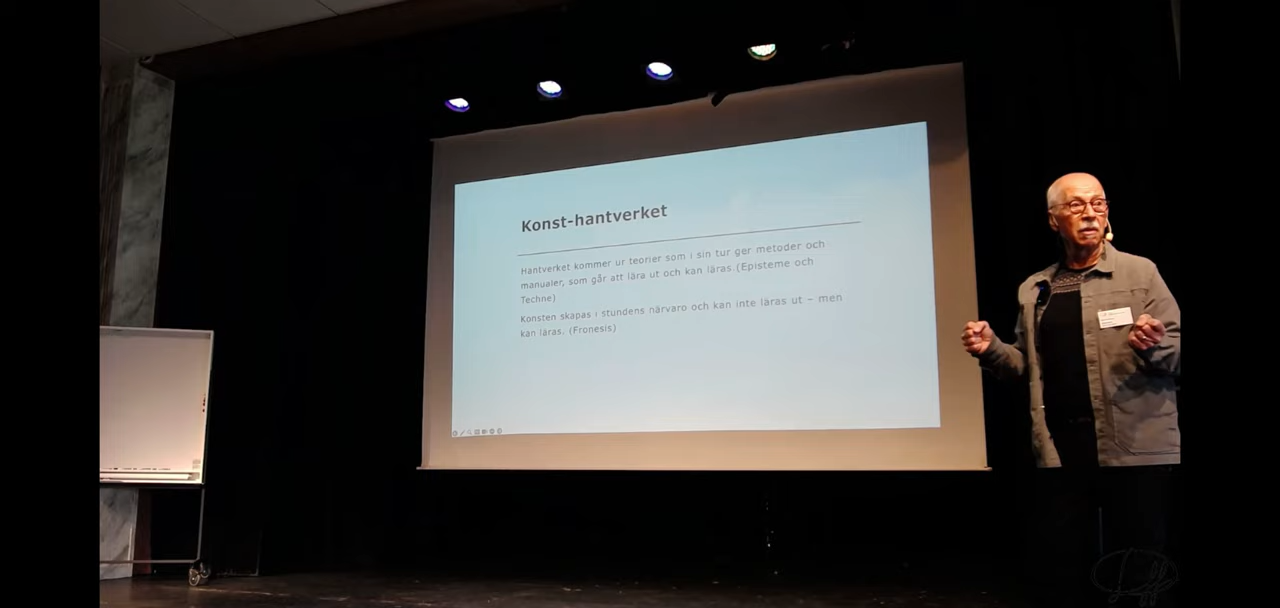 Konst-hantverket
Hantverket kommer ur teorier som i sin tur ger metoder och
manualer, som går att lära ut och kan läras.(Episteme och
Techne)
Konsten skapas i stundens närvaro och kan inte läras ut – men
kan läras. (Fronesis)